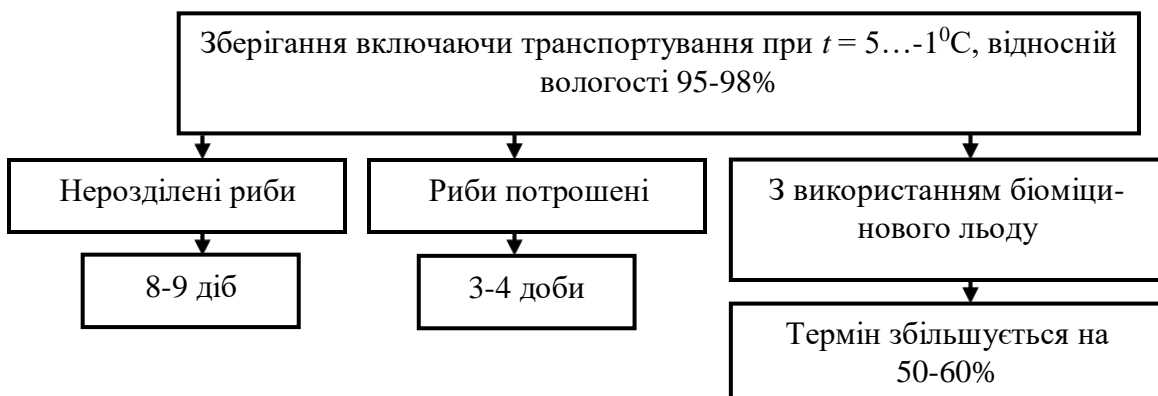 Зберігання включаючи транспортування при t = 5…-1⁰С, відносній
вологості 95-98%
Нерозділені риби
Риби потрошені
З використанням біоміци-
нового льоду
8-9 діб
3-4 доби
Термін збільшується на
50-60%